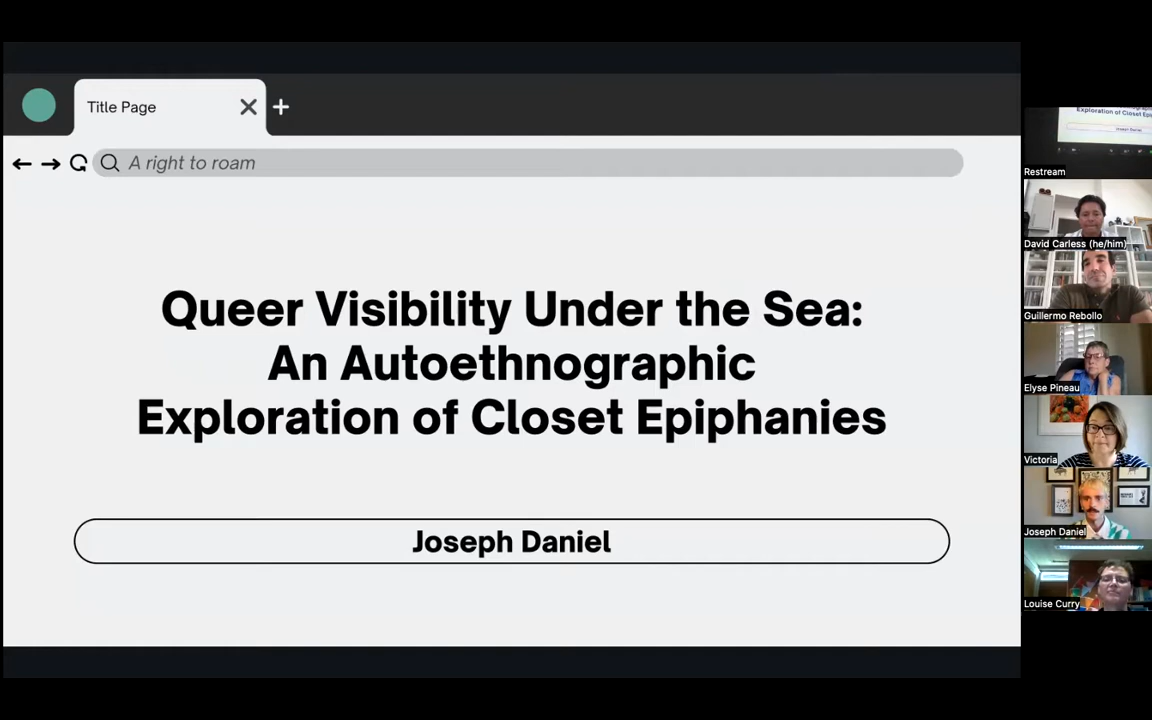 Title Page
A right to roam
Queer Visibility Under the Sea:
An Autoethnographic
Exploration of Closet Epiphanies
Joseph Daniel
Restream
David Carless (he/him)
Guillermo Rebollo
Elyse Pineau
Victoria
Joseph Daniel
Louise Curry